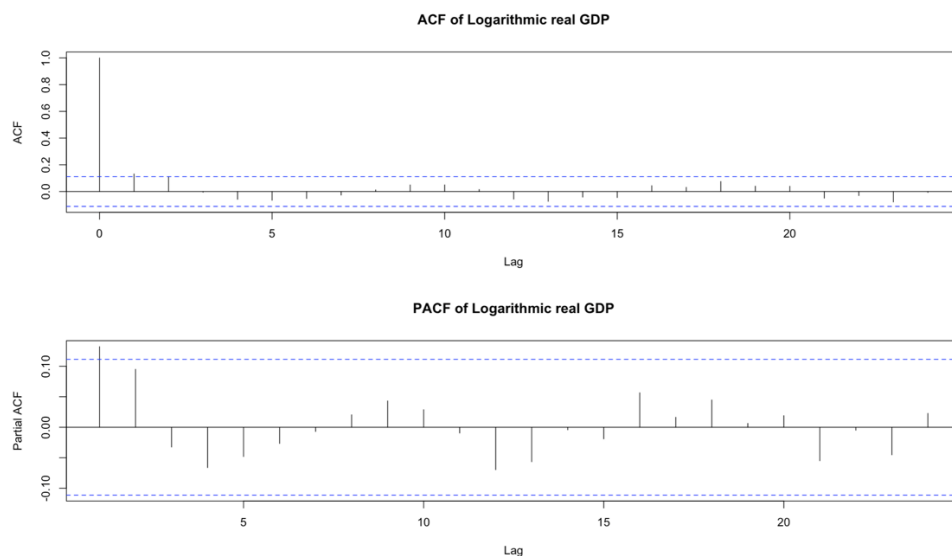 ACF of Logarithmic real GDP
ACF
1.0
0.8
0.6
0.4
0.2
0.0
0 5 10 15 20
Lag
PACF of Logarithmic real GDP
Partial ACF
0.10
0.00
-0.10
5 10 15 20
Lag